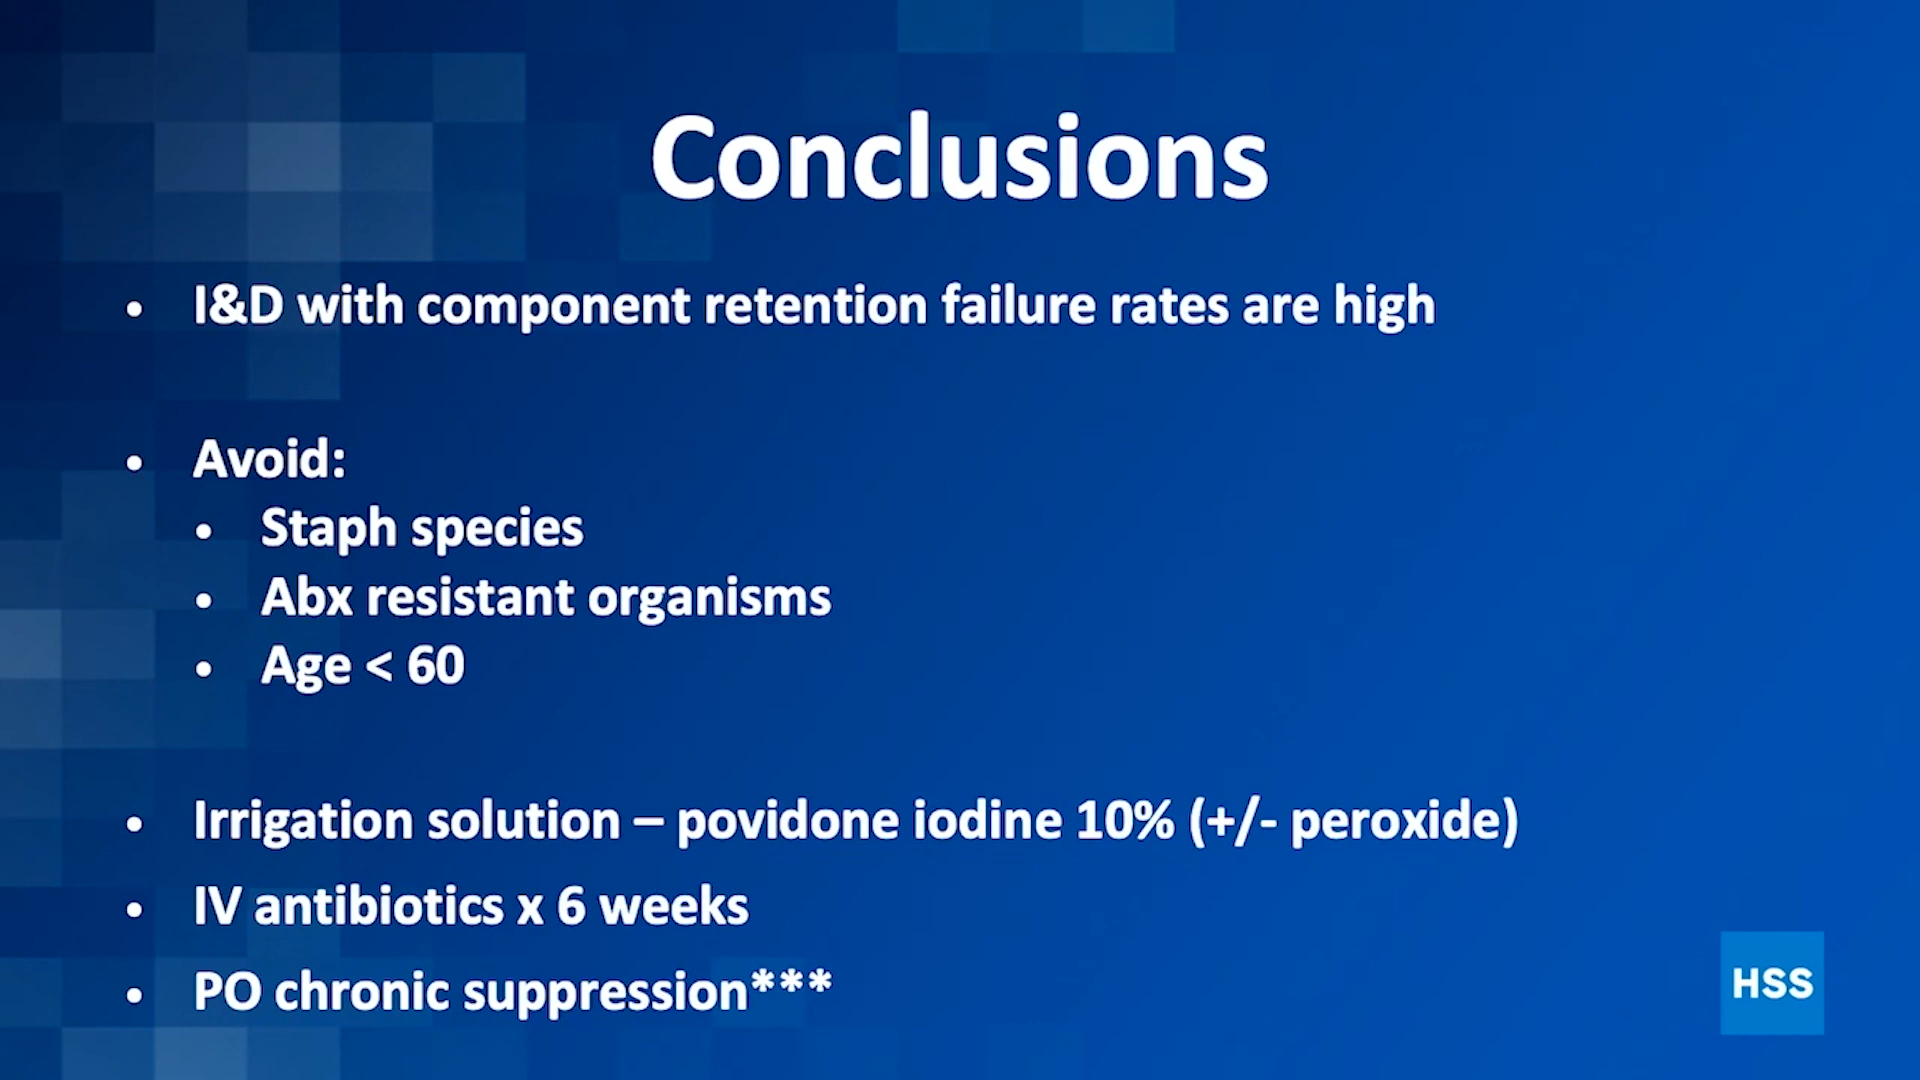 Conclusions
• I&D with component retention failure rates are high
• Avoid:
• Staph species
• Abx resistant organisms
• Age < 60
• Irrigation solution – povidone iodine 10% (+/- peroxide)
• IV antibiotics x 6 weeks
• PO chronic suppression***
HSS